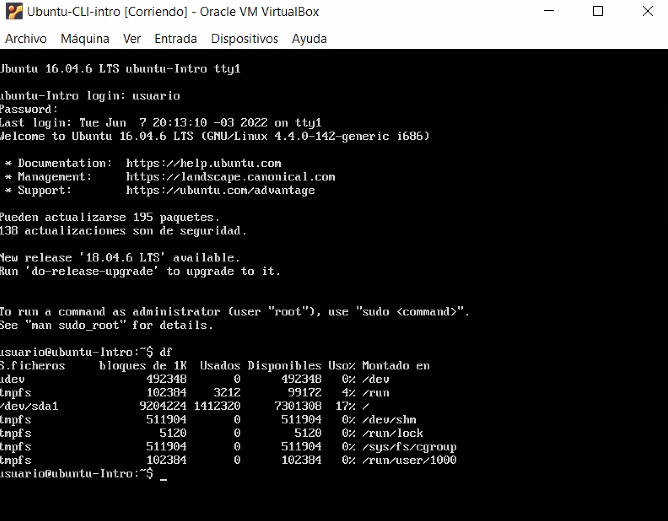 Ubuntu-CLI-intro [Corriendo] - Oracle VM VirtualBox
Archivo Máquina Ver Entrada Dispositivos Ayuda
Ubuntu 16.04.6 LTS ubuntu-Intro tty1
ubuntu-Intro login: usuario
Password:
Last login: Tue Jun  7 20:13:10 -03 2022 on tty1
Welcome to Ubuntu 16.04.6 LTS (GNU/Linux 4.4.0-142-generic i686)
* Documentation:  https://help.ubuntu.com
* Management:     https://landscape.canonical.com
* Support:        https://ubuntu.com/advantage
Pueden actualizarse 195 paquetes.
138 actualizaciones son de seguridad.
New release '18.04.6 LTS' available.
Run 'do-release-upgrade' to upgrade to it.
To run a command as administrator (user "root"), use "sudo <command>".
See "man sudo_root" for details.
usuario@ubuntu-Intro:~$ df
S.ficheros     bloques de 1K  Usados Disponibles Uso% Montado en
udev                  492348       0      492348   0% /dev
tmpfs                 102384    3212       99172   4% /run
/dev/sda1            9204224 1412320     7301308  17% /
tmpfs                 511904       0      511904   0% /dev/shm
tmpfs                   5120       0        5120   0% /run/lock
tmpfs                 511904       0      511904   0% /sys/fs/cgroup
tmpfs                 102384       0      102384   0% /run/user/1000
usuario@ubuntu-Intro:~$ _